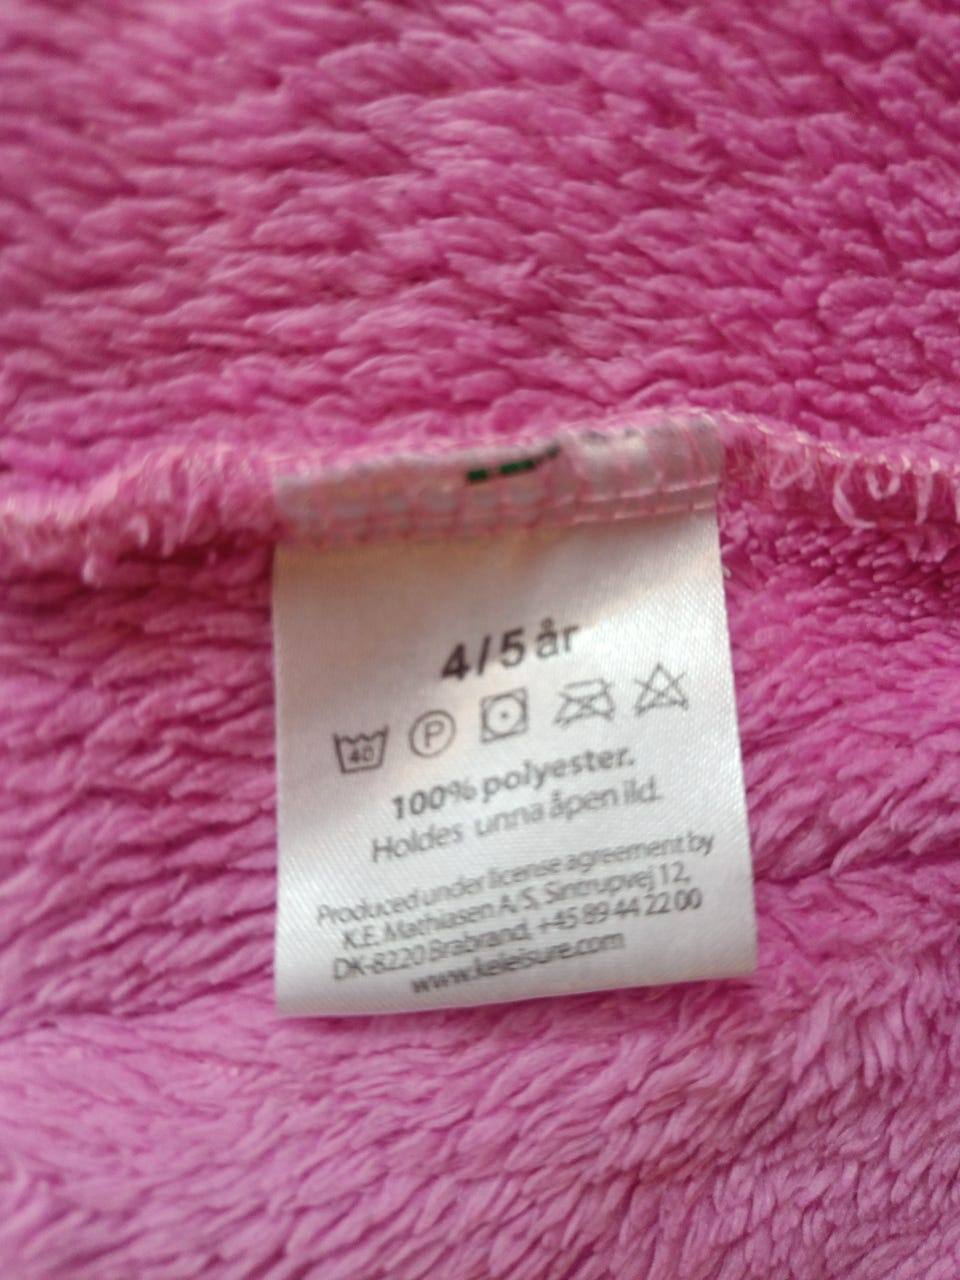 4/5 år
40 P
100% polyester.
Holdes unna åpen ild.
Produced under license agreement by
K.E. Mathiasen A/S, Sintrupvej 12,
DK-8220 Brabrand. +45 89 44 22 00
www.keleisure.com